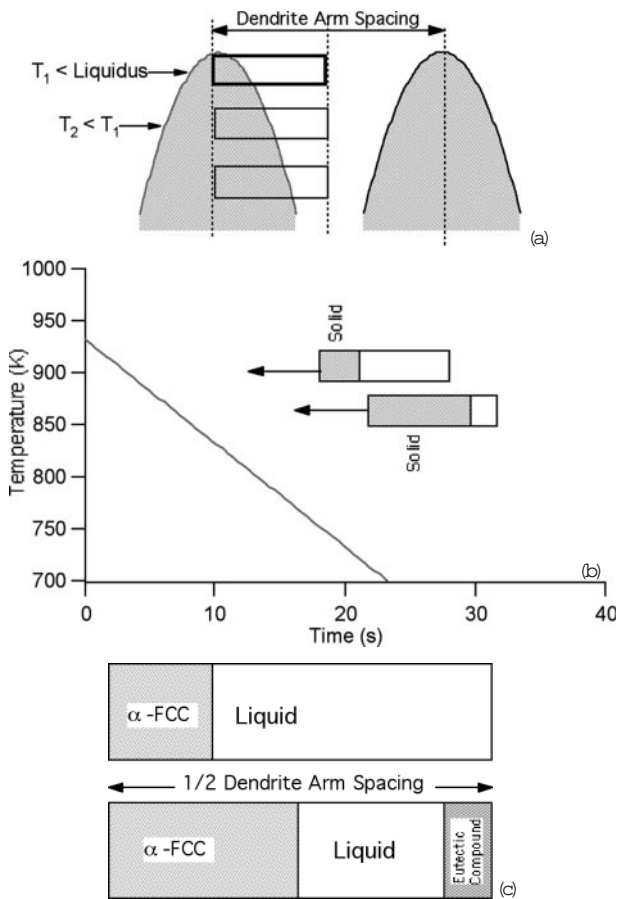 Dendrite Arm Spacing
T1 < Liquidus
T2 < T1
(a)
1000
950
900
850
800
750
700
Temperature (K)
Solid
Solid
(b)
0
10
20
30
40
Time (s)
α -FCC
Liquid
1/2 Dendrite Arm Spacing
α -FCC
Liquid
Eutectic
Compound
(c)